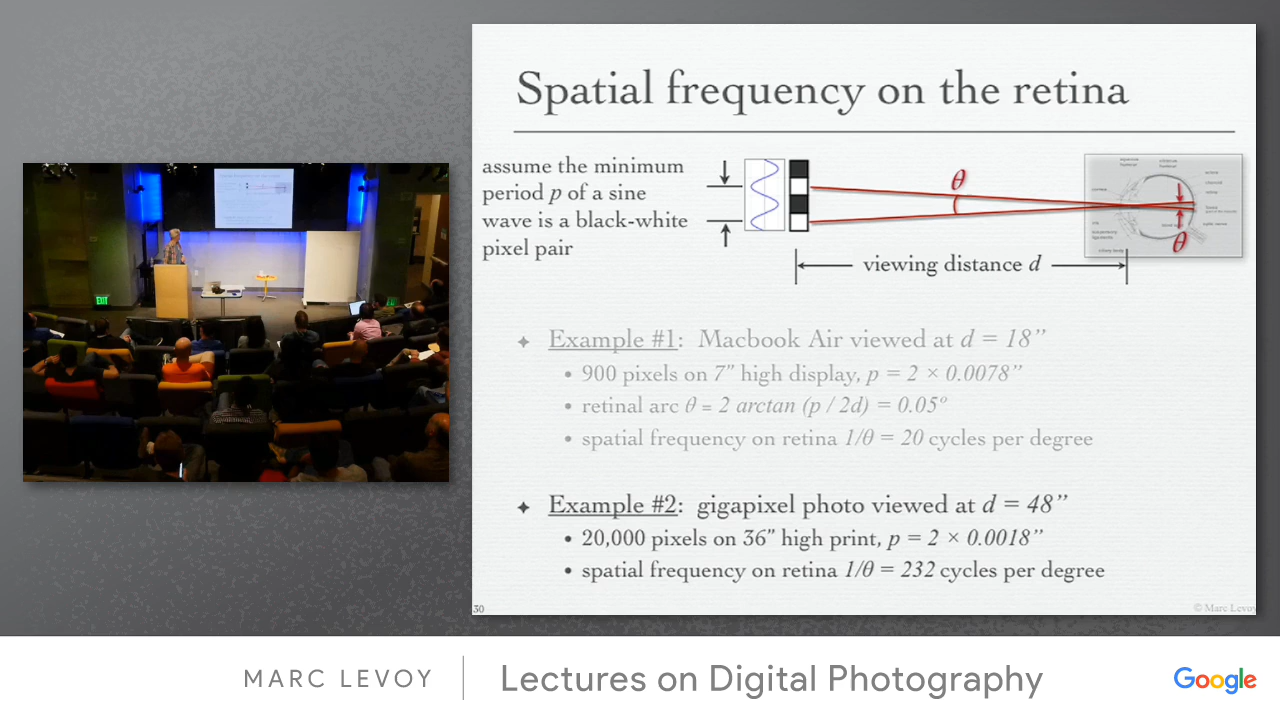 Spatial frequency on the retina
assume the minimum
period p of a sine
wave is a black-white
pixel pair
θ
θ
viewing distance d
✦ Example #1: Macbook Air viewed at d = 18”
• 900 pixels on 7” high display, p = 2 × 0.0078”
• retinal arc θ = 2 arctan (p / 2d) = 0.05º
• spatial frequency on retina 1/θ = 20 cycles per degree
✦ Example #2: gigapixel photo viewed at d = 48”
• 20,000 pixels on 36” high print, p = 2 × 0.0018”
• spatial frequency on retina 1/θ = 232 cycles per degree
30
© Marc Levoy
EXIT
MARC LEVOY
Lectures on Digital Photography
Google